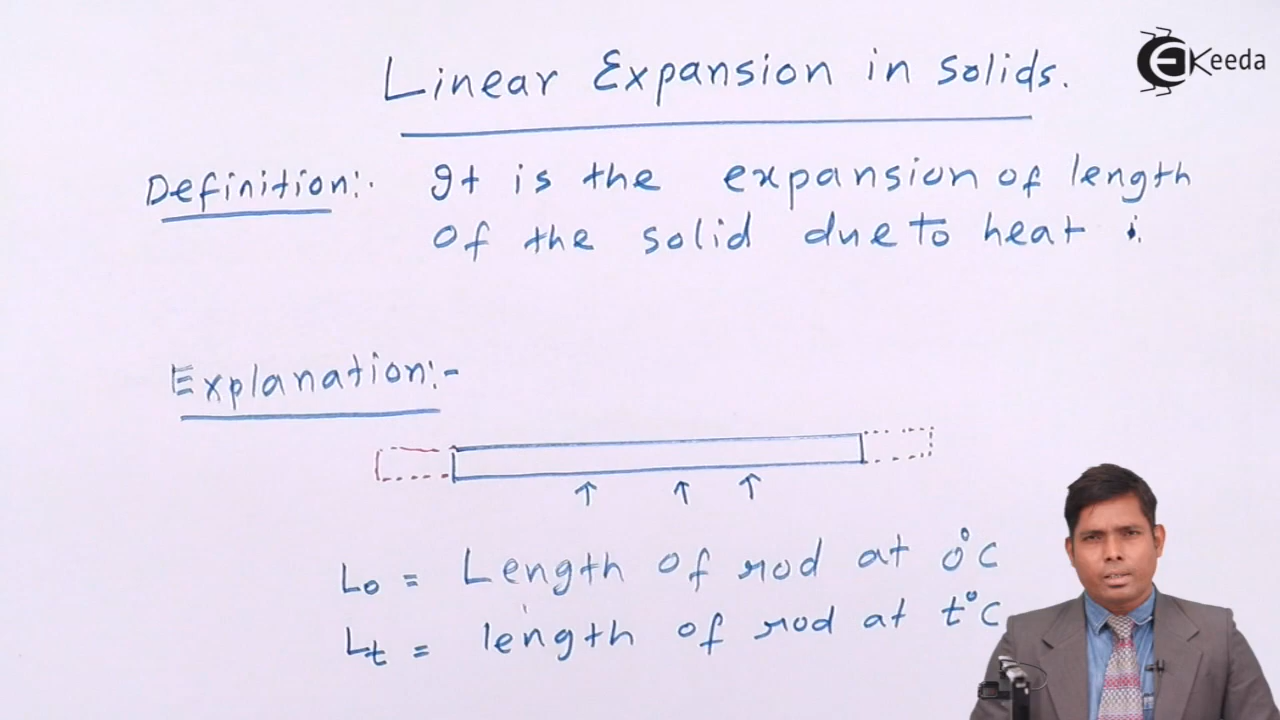 Linear Expansion in solids.
EKeeda
Definition:- It is the expansion of length
of the solid due to heat .
Explanation:-
L₀ = Length of rod at 0°C
Lt = length of rod at t°C